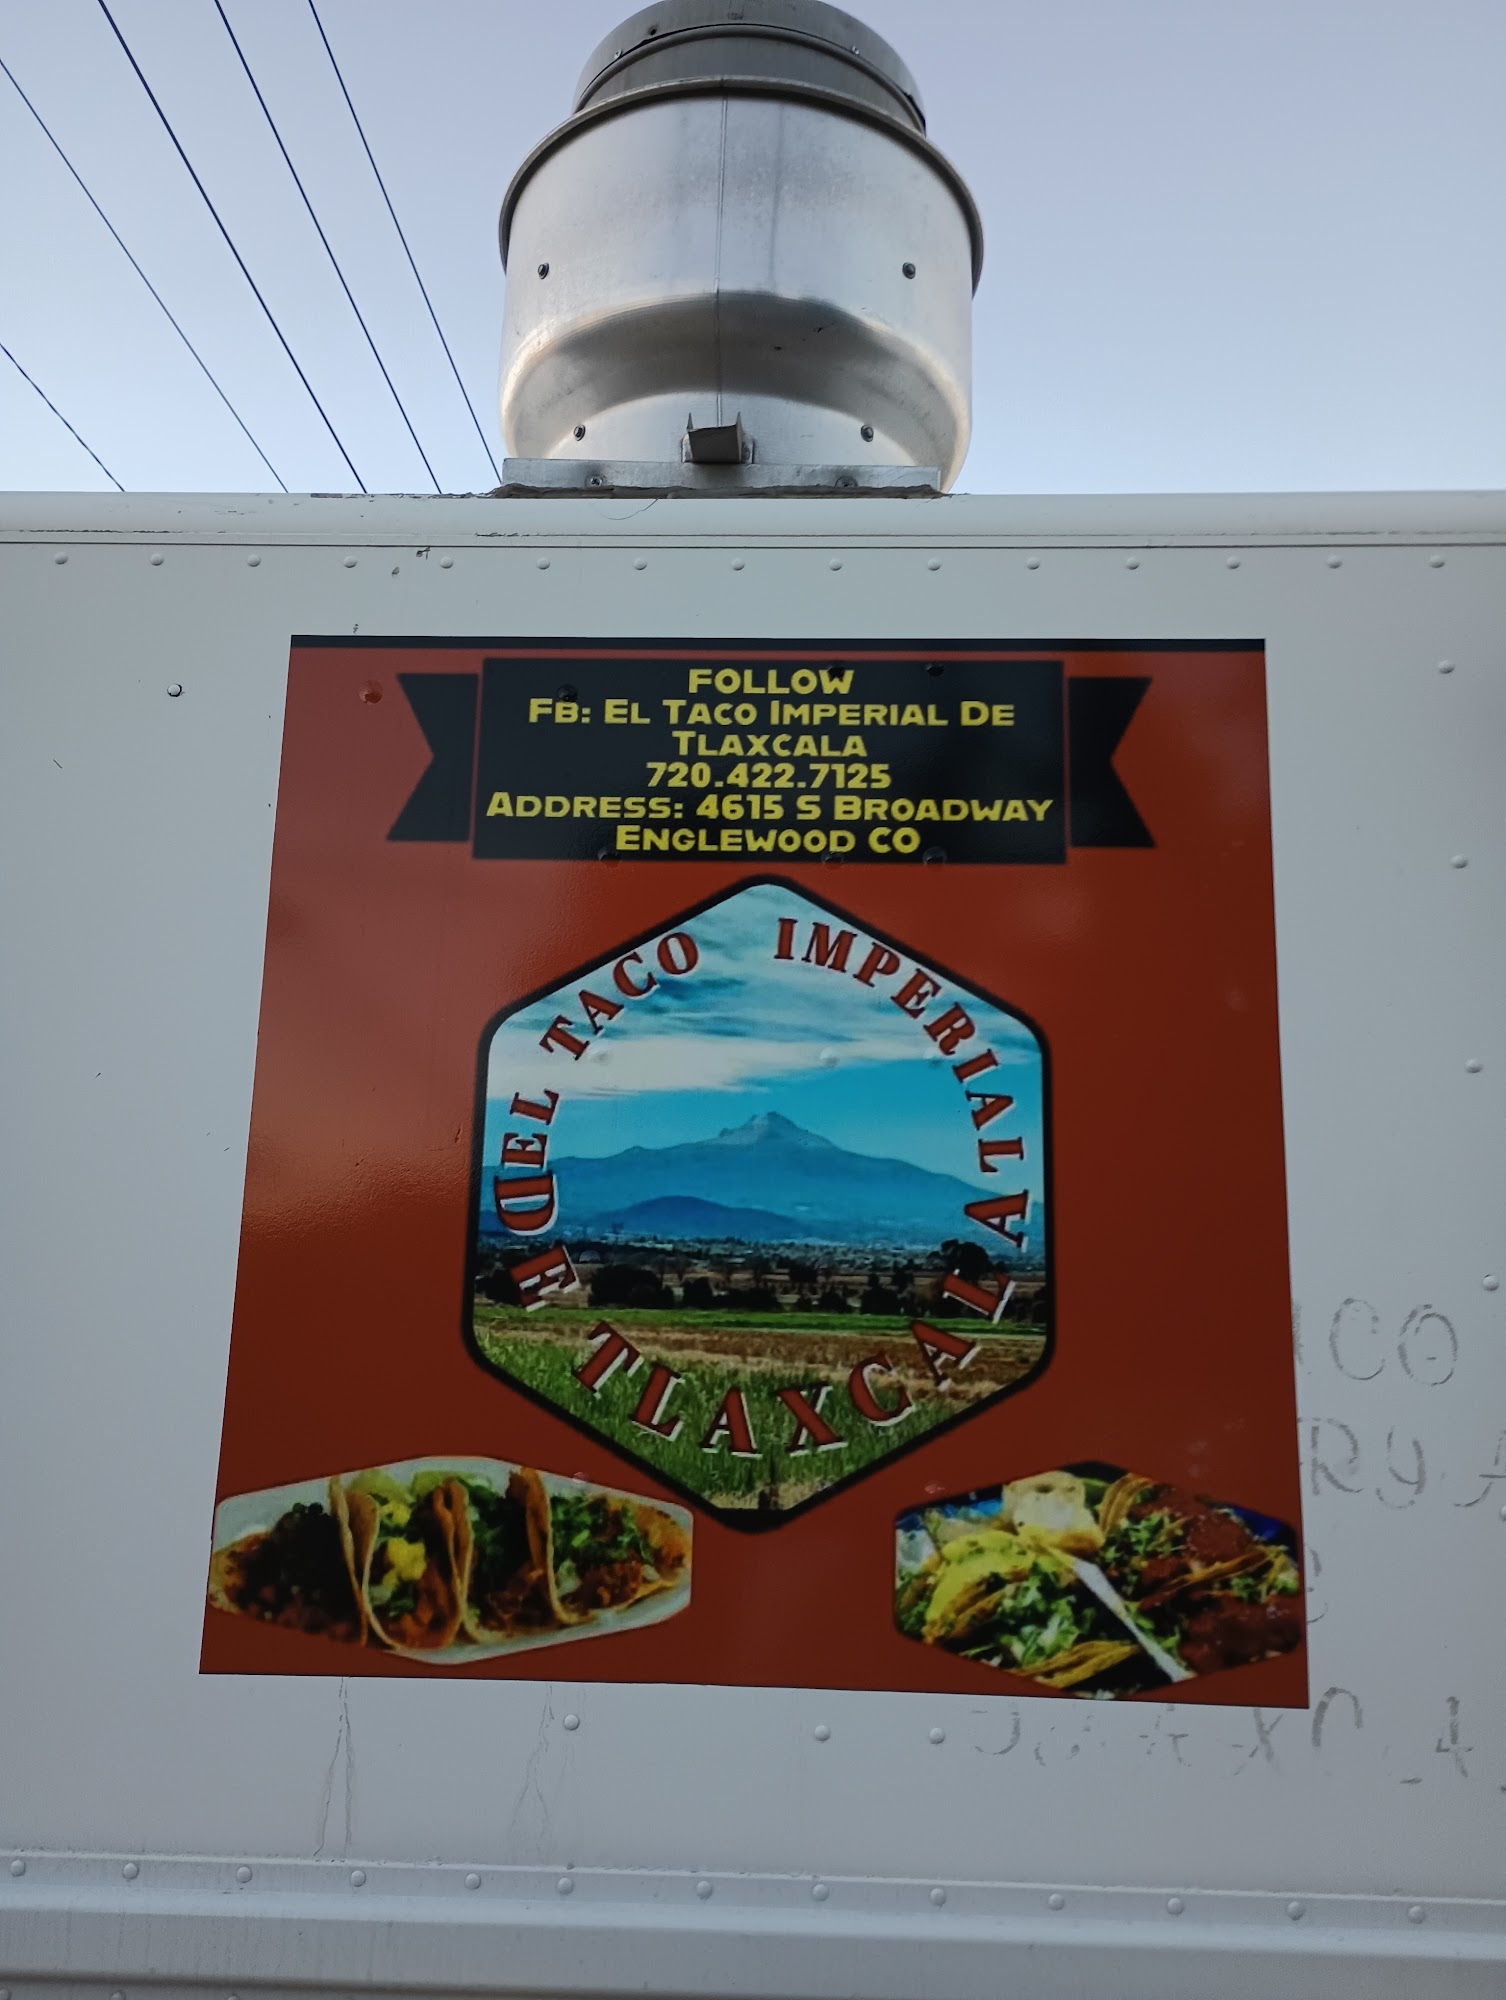 FOLLOW
FB: EL TACO IMPERIAL DE
TLAXCALA
720.422.7125
ADDRESS: 4615 S BROADWAY
ENGLEWOOD CO
EL TACO IMPERIAL
DE TLAXCALA